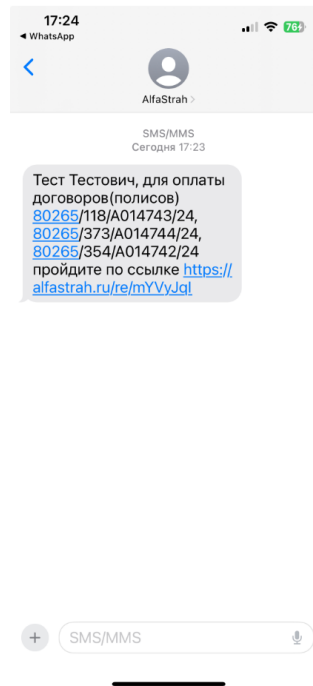 17:24
WhatsApp
76
AlfaStrah
SMS/MMS
Сегодня 17:23
Тест Тестович, для оплаты
договоров(полисов)
80265/118/A014743/24,
80265/373/A014744/24,
80265/354/A014742/24
пройдите по ссылке https://
alfastrah.ru/re/mYVyJqI
SMS/MMS